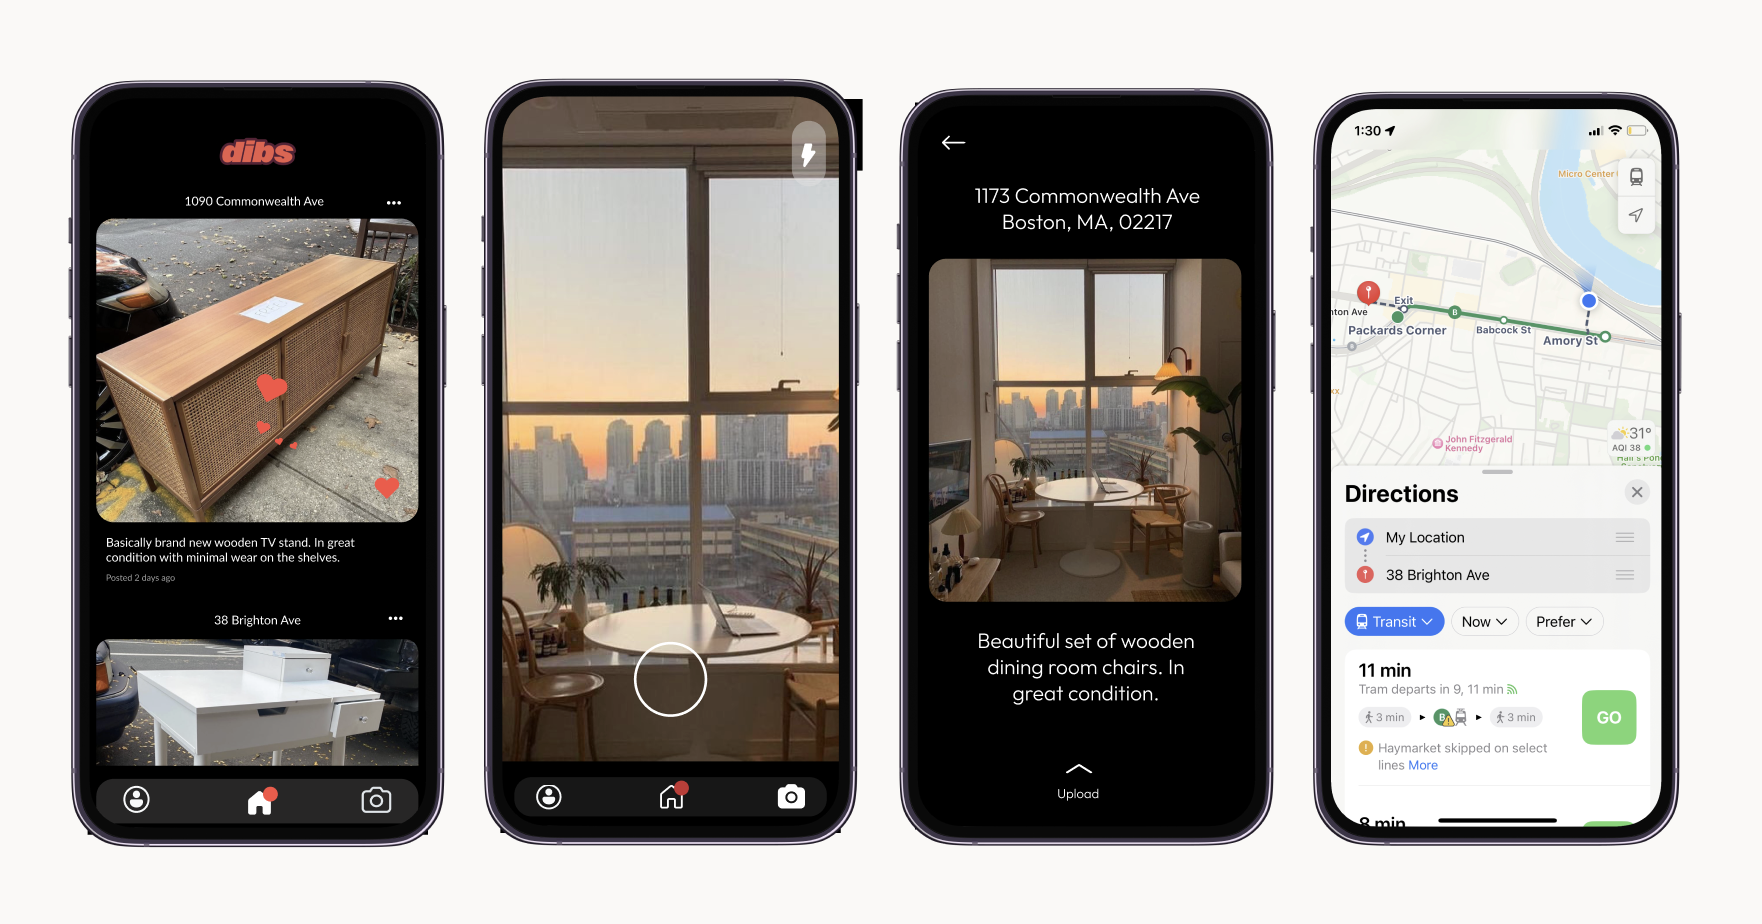 dibs
1090 Commonwealth Ave
Basically brand new wooden TV stand. In great
condition with minimal wear on the shelves.
Posted 2 days ago
38 Brighton Ave
1173 Commonwealth Ave
Boston, MA, 02217
Beautiful set of wooden
dining room chairs. In
great condition.
Upload
1:30
Micro Center
Exit
nton Ave
B
Packards Corner
Babcock St
Amory St
John Fitzgerald
Kennedy
31°
AQI 38
Hall's Pond
Directions
My Location
38 Brighton Ave
Transit
Now
Prefer
11 min
Tram departs in 9, 11 min
3 min
B
3 min
GO
Haymarket skipped on select
lines More
8 min